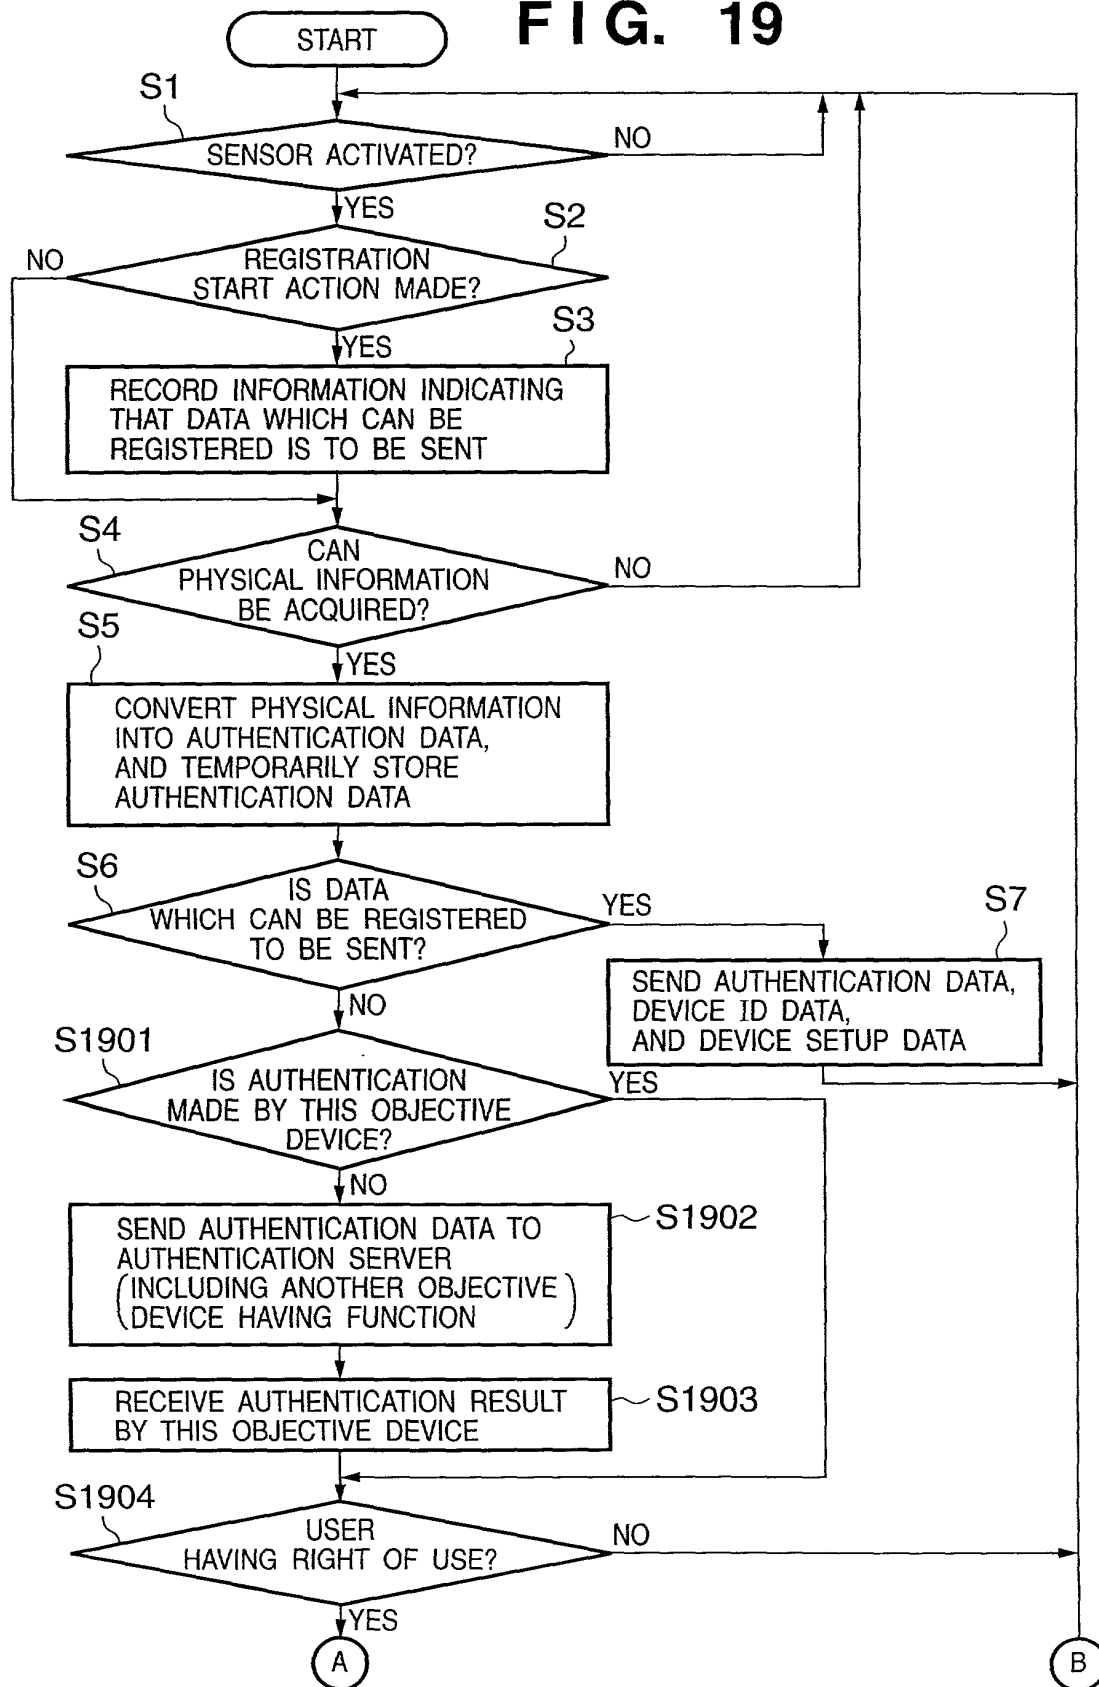 FIG. 19
START
S1
SENSOR ACTIVATED?
NO
YES
S2
NO
REGISTRATION
START ACTION MADE?
S3
YES
RECORD INFORMATION INDICATING
THAT DATA WHICH CAN BE
REGISTERED IS TO BE SENT
S4
CAN
PHYSICAL INFORMATION
BE ACQUIRED?
NO
S5
YES
CONVERT PHYSICAL INFORMATION
INTO AUTHENTICATION DATA,
AND TEMPORARILY STORE
AUTHENTICATION DATA
S6
IS DATA
WHICH CAN BE REGISTERED
TO BE SENT?
YES
S7
SEND AUTHENTICATION DATA,
DEVICE ID DATA,
AND DEVICE SETUP DATA
NO
S1901
IS AUTHENTICATION
MADE BY THIS OBJECTIVE
DEVICE?
YES
NO
S1902
SEND AUTHENTICATION DATA TO
AUTHENTICATION SERVER
(INCLUDING ANOTHER OBJECTIVE
DEVICE HAVING FUNCTION)
S1903
RECEIVE AUTHENTICATION RESULT
BY THIS OBJECTIVE DEVICE
S1904
USER
HAVING RIGHT OF USE?
NO
YES
A
B